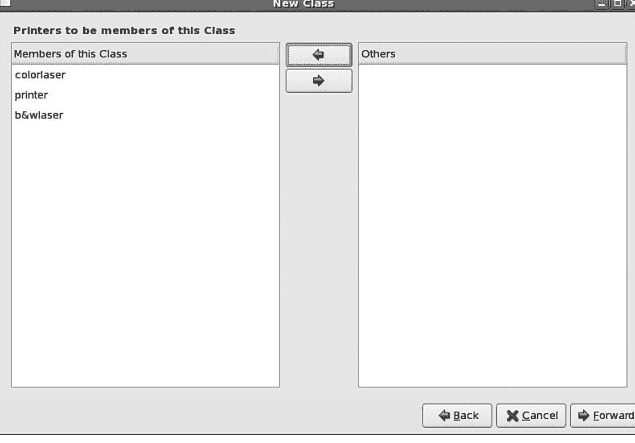 New Class
Printers to be members of this Class
Members of this Class
Others
colorlaser
printer
b&wlaser
Back
Cancel
Forward